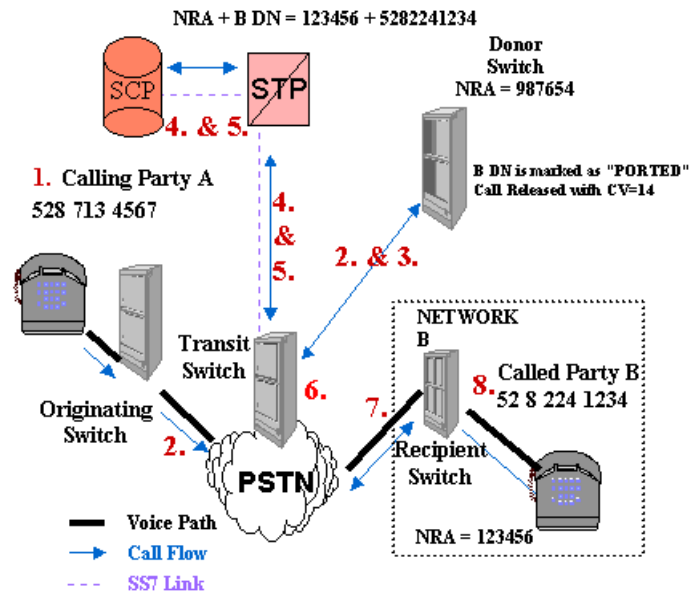 NRA + B DN = 123456 + 5282241234
Donor
Switch
NRA = 987654
SCP
STP
4. & 5.
B DN is marked as "PORTED"
Call Released with CV=14
1. Calling Party A
528 713 4567
4.
&
5.
2. & 3.
NETWORK
B
Transit
Switch
6.
7.
8. Called Party B
52 8 224 1234
Originating
Switch
2.
PSTN
Recipient
Switch
NRA = 123456
Voice Path
Call Flow
SS7 Link